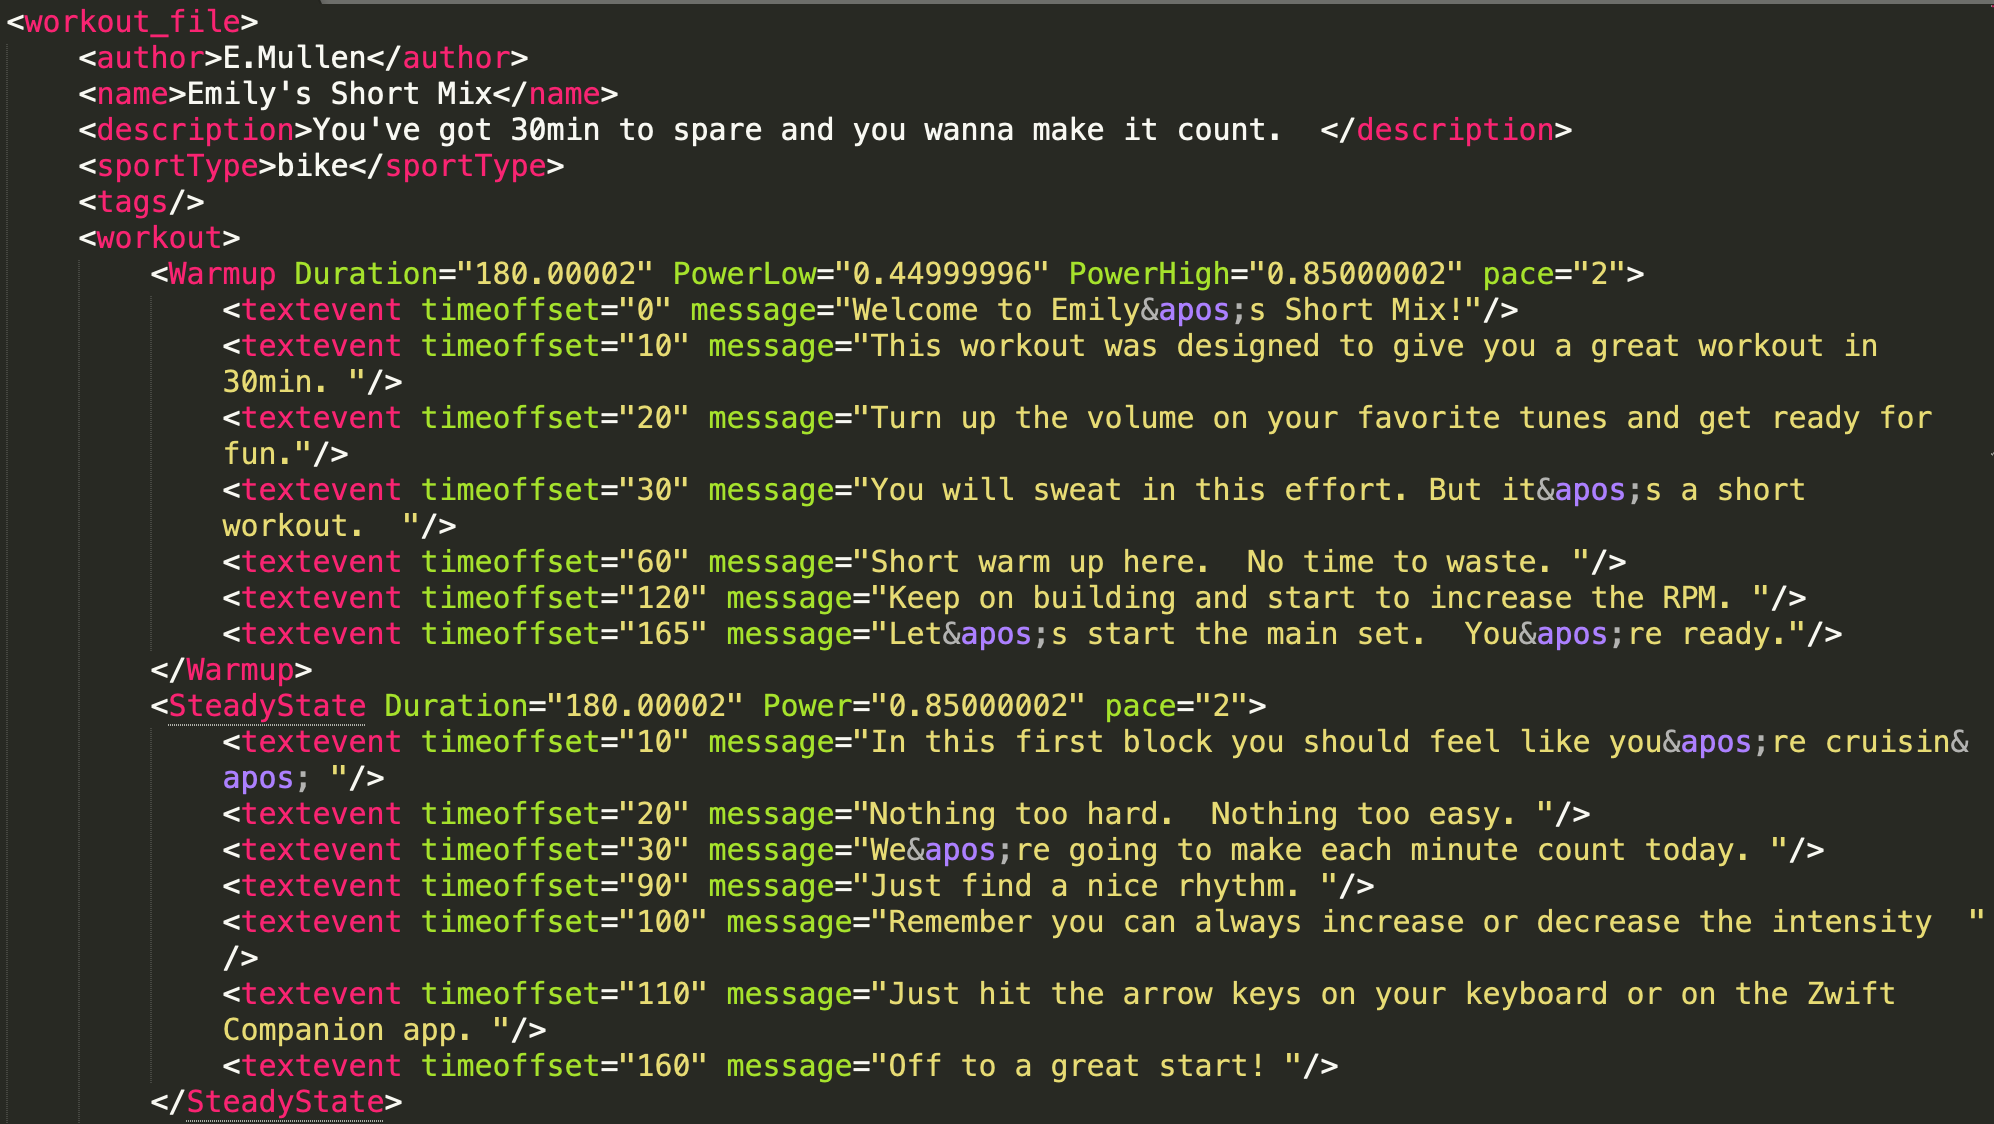 <workout_file>
<author>E.Mullen</author>
<name>Emily's Short Mix</name>
<description>You've got 30min to spare and you wanna make it count.  </description>
<sportType>bike</sportType>
<tags/>
<workout>
<Warmup Duration="180.00002" PowerLow="0.44999996" PowerHigh="0.85000002" pace="2">
<textevent timeoffset="0" message="Welcome to Emily&apos;s Short Mix!"/>
<textevent timeoffset="10" message="This workout was designed to give you a great workout in
30min. "/>
<textevent timeoffset="20" message="Turn up the volume on your favorite tunes and get ready for
fun."/>
<textevent timeoffset="30" message="You will sweat in this effort. But it&apos;s a short
workout.  "/>
<textevent timeoffset="60" message="Short warm up here.  No time to waste. "/>
<textevent timeoffset="120" message="Keep on building and start to increase the RPM. "/>
<textevent timeoffset="165" message="Let&apos;s start the main set.  You&apos;re ready."/>
</Warmup>
<SteadyState Duration="180.00002" Power="0.85000002" pace="2">
<textevent timeoffset="10" message="In this first block you should feel like you&apos;re cruisin&
apos; "/>
<textevent timeoffset="20" message="Nothing too hard.  Nothing too easy. "/>
<textevent timeoffset="30" message="We&apos;re going to make each minute count today. "/>
<textevent timeoffset="90" message="Just find a nice rhythm. "/>
<textevent timeoffset="100" message="Remember you can always increase or decrease the intensity  "
/>
<textevent timeoffset="110" message="Just hit the arrow keys on your keyboard or on the Zwift
Companion app. "/>
<textevent timeoffset="160" message="Off to a great start! "/>
</SteadyState>